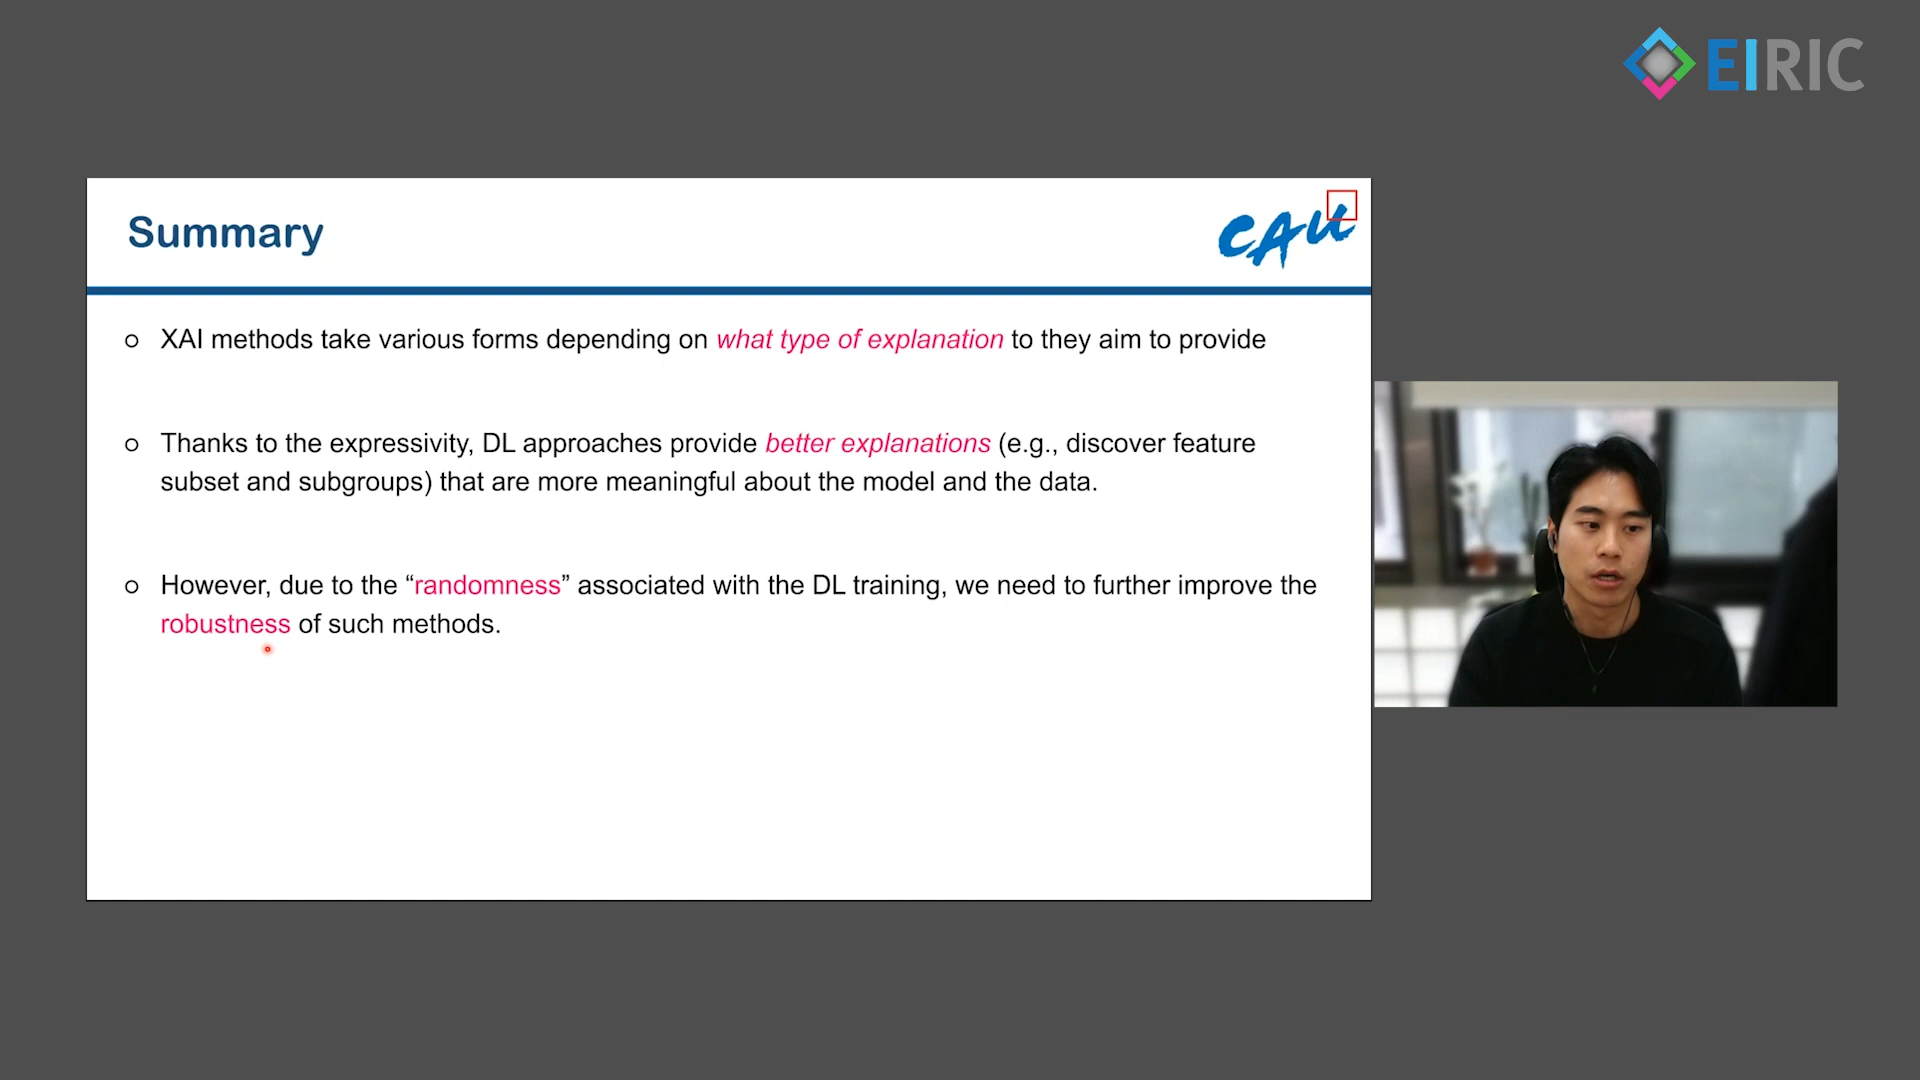 EIRIC
Summary
CAU
○ XAI methods take various forms depending on what type of explanation to they aim to provide
○ Thanks to the expressivity, DL approaches provide better explanations (e.g., discover feature
subset and subgroups) that are more meaningful about the model and the data.
○ However, due to the “randomness” associated with the DL training, we need to further improve the
robustness of such methods.